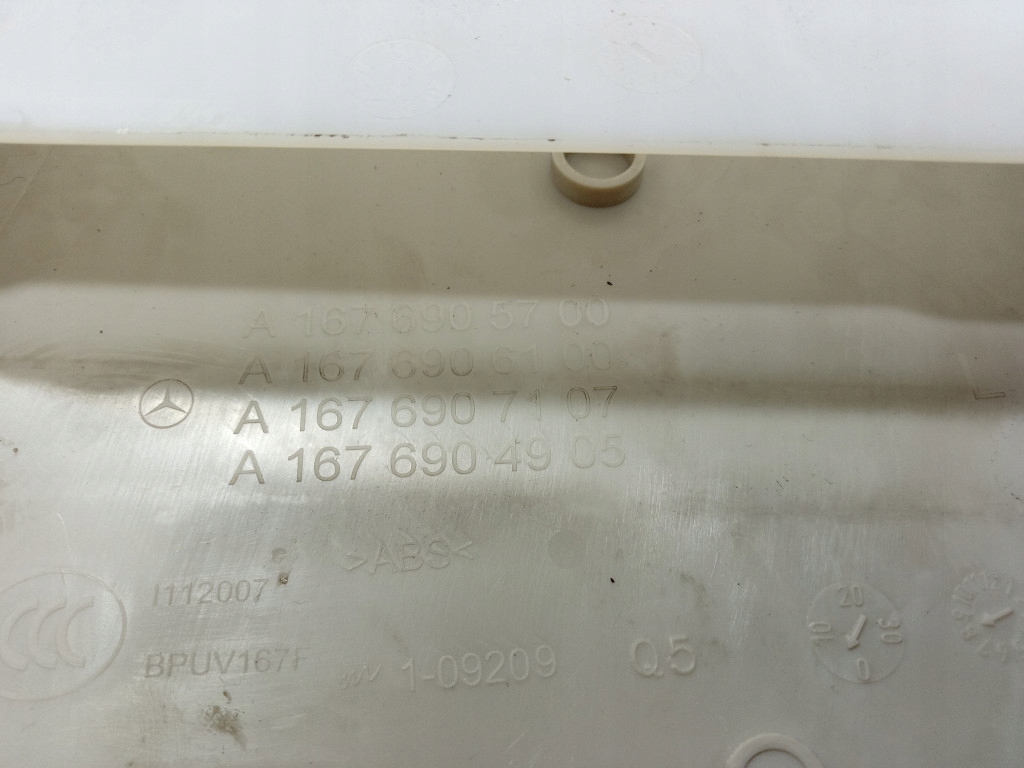 A 167 690 57 00
A 167 690 61 00
A 167 690 71 07
A 167 690 49 05
L
>ABS<
I112007
CCC
BPUV167F
1-09209
Q5
20
10 30
0